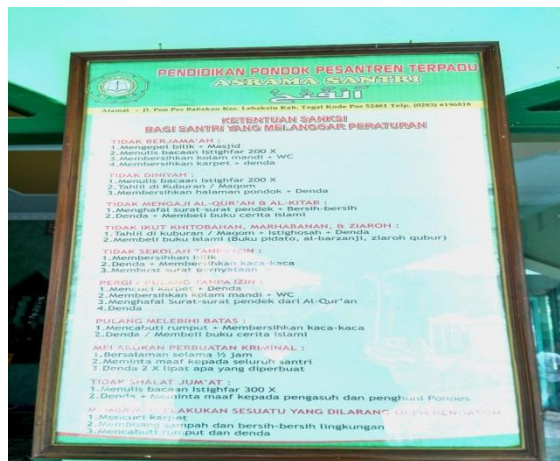 PENDIDIKAN PONDOK PESANTREN TERPADU
ASRAMA SANTRI
Alamat : Jl. Pon Pes Babakan Kec. Lebaksiu Kab. Tegal Kode Pos 52461 Telp. (0283) 6196818
KETENTUAN SANKSI
BAGI SANTRI YANG MELANGGAR PERATURAN
TIDAK BERJAMA'AH :
1.Mengepel bilik + Masjid
2.Menulis bacaan Istighfar 200 X
3.Membersihkan kolam mandi + WC
4.Membersihkan karpet + denda
TIDAK DINIYAH :
1.Menulis bacaan Istighfar 200 X
2.Tahlil di Kuburan / Maqom
3.Membersihkan halaman pondok + Denda
TIDAK MENGAJI AL-QUR'AN & AL-KITAB :
1.Menghafal surat-surat pendek + Bersih-bersih
2.Denda + Membeli buku cerita Islami
TIDAK IKUT KHITOBAHAN, MARHABANAN, & ZIAROH :
1.Tahlil di kuburan / Maqom + Istighosah + Denda
2.Membeli buku Islami (Buku pidato, al-barzanji, ziaroh qubur)
TIDAK SEKOLAH TANPA IZIN :
1.Membersihkan bilik
2.Denda + Membersihkan kaca-kaca
3.Membuat surat pernyataan
PERGI / PULANG TANPA IZIN :
1.Mencuci karpet + Denda
2.Membersihkan kolam mandi + WC
3.Menghafal Surat-surat pendek dari Al-Qur'an
4.Denda
PULANG MELEBIHI BATAS :
1.Mencabuti rumput + Membersihkan kaca-kaca
2.Denda / Membeli buku cerita Islami
MELAKUKAN PERBUATAN KRIMINAL :
1.Bersalaman selama ½ jam
2.Meminta maaf kepada seluruh santri
3.Denda 2 X lipat apa yang diperbuat
TIDAK SHALAT JUM'AT :
1.Menulis bacaan Istighfar 300 X
2.Denda + Meminta maaf kepada pengasuh dan penghuni Ponpes
MELAKUKAN SESUATU YANG DILARANG OLEH PENGASUH
1.Mencuci karpet
2.Membuang sampah dan bersih-bersih lingkungan
3.Mencabuti rumput dan denda